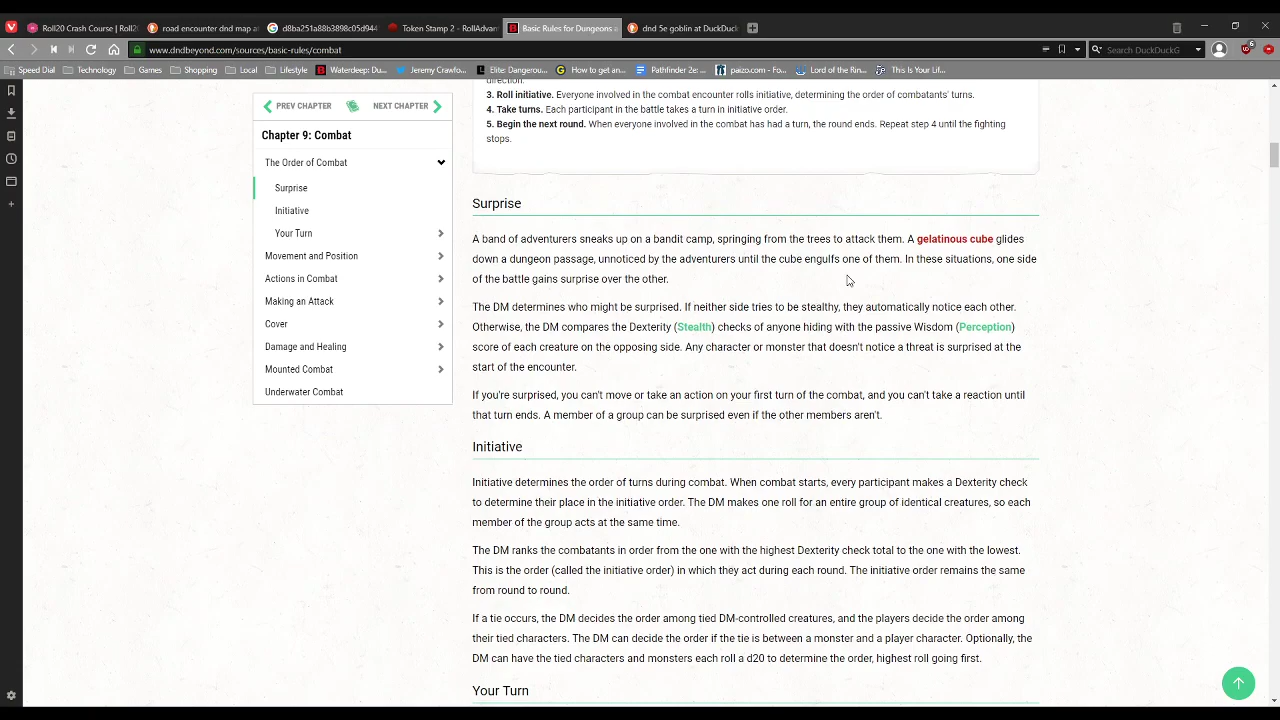 Roll20 Crash Course | Roll20
road encounter dnd map at
d8ba251a88b3898c05d944
Token Stamp 2 - RollAdvan
Basic Rules for Dungeons a
dnd 5e goblin at DuckDuck
www.dndbeyond.com/sources/basic-rules/combat
Search DuckDuckG
6
Speed Dial
Technology
Games
Shopping
Local
Lifestyle
Waterdeep: Du...
Jeremy Crawfo...
Elite: Dangerou...
How to get an...
Pathfinder 2e:...
paizo.com - Fo...
Lord of the Rin...
This Is Your Lif...
PREV CHAPTER
NEXT CHAPTER
Chapter 9: Combat
The Order of Combat
Surprise
Initiative
Your Turn
Movement and Position
Actions in Combat
Making an Attack
Cover
Damage and Healing
Mounted Combat
Underwater Combat
direction.
3. Roll initiative. Everyone involved in the combat encounter rolls initiative, determining the order of combatants' turns.
4. Take turns. Each participant in the battle takes a turn in initiative order.
5. Begin the next round. When everyone involved in the combat has had a turn, the round ends. Repeat step 4 until the fighting
stops.
Surprise
A band of adventurers sneaks up on a bandit camp, springing from the trees to attack them. A gelatinous cube glides
down a dungeon passage, unnoticed by the adventurers until the cube engulfs one of them. In these situations, one side
of the battle gains surprise over the other.
The DM determines who might be surprised. If neither side tries to be stealthy, they automatically notice each other.
Otherwise, the DM compares the Dexterity (Stealth) checks of anyone hiding with the passive Wisdom (Perception)
score of each creature on the opposing side. Any character or monster that doesn't notice a threat is surprised at the
start of the encounter.
If you're surprised, you can't move or take an action on your first turn of the combat, and you can't take a reaction until
that turn ends. A member of a group can be surprised even if the other members aren't.
Initiative
Initiative determines the order of turns during combat. When combat starts, every participant makes a Dexterity check
to determine their place in the initiative order. The DM makes one roll for an entire group of identical creatures, so each
member of the group acts at the same time.
The DM ranks the combatants in order from the one with the highest Dexterity check total to the one with the lowest.
This is the order (called the initiative order) in which they act during each round. The initiative order remains the same
from round to round.
If a tie occurs, the DM decides the order among tied DM-controlled creatures, and the players decide the order among
their tied characters. The DM can decide the order if the tie is between a monster and a player character. Optionally, the
DM can have the tied characters and monsters each roll a d20 to determine the order, highest roll going first.
Your Turn